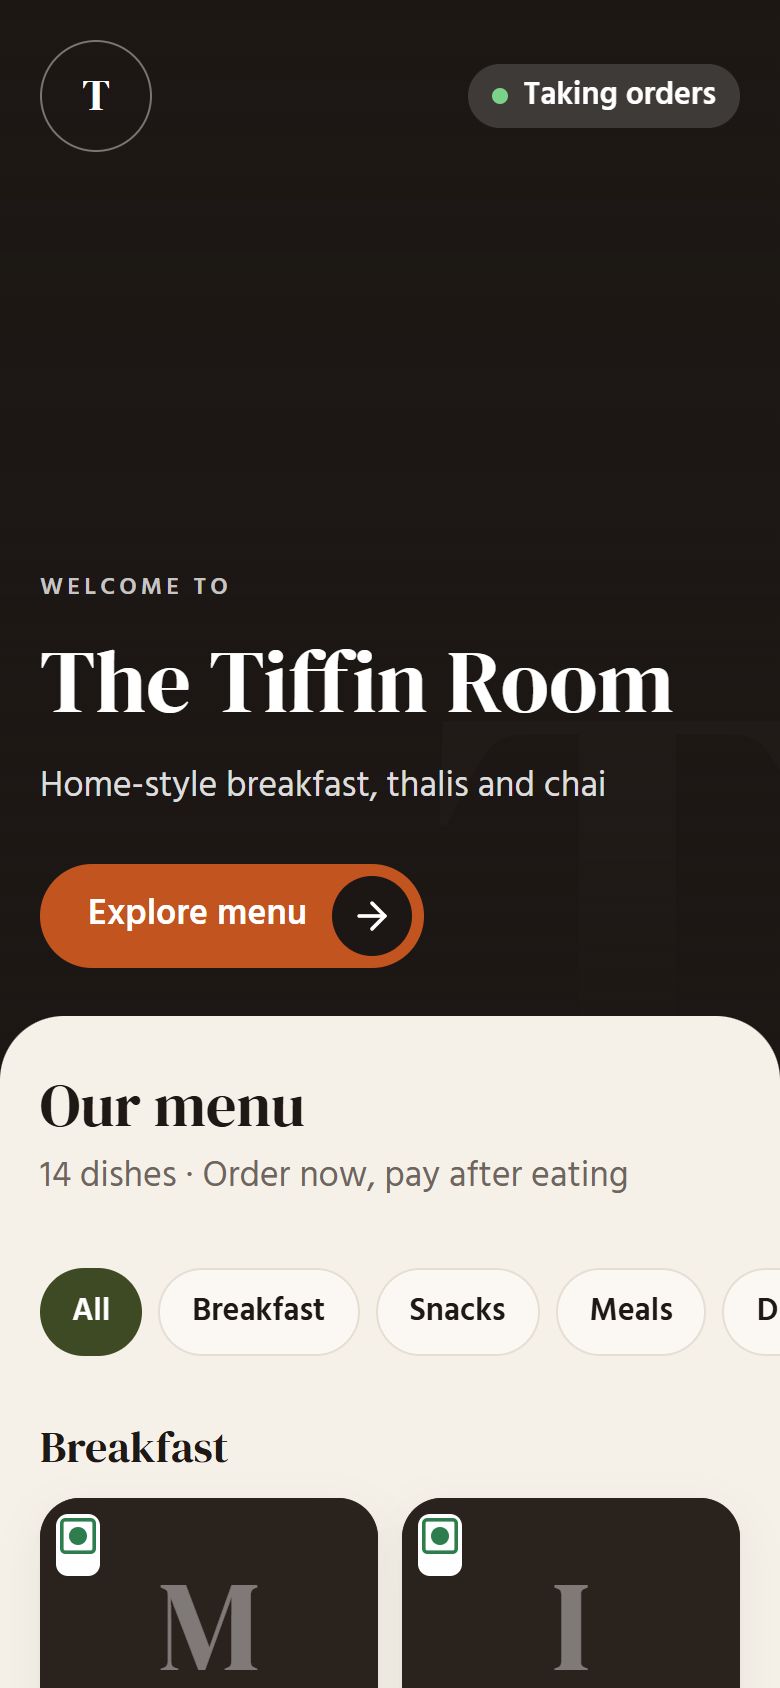 T
Taking orders
WELCOME TO
The Tiffin Room
Home-style breakfast, thalis and chai
Explore menu
Our menu
14 dishes · Order now, pay after eating
All
Breakfast
Snacks
Meals
D
Breakfast
M
I